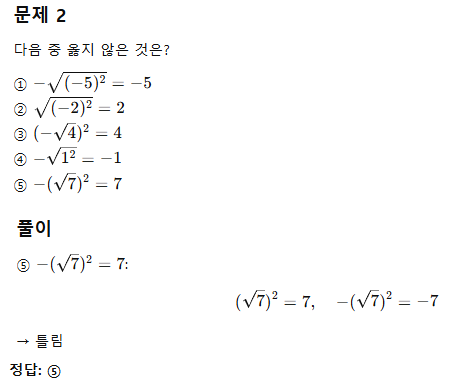 문제 2
다음 중 옳지 않은 것은?
① −√(−5)² = −5
② √(−2)² = 2
③ (−√4)² = 4
④ −√1² = −1
⑤ −(√7)² = 7
풀이
⑤ −(√7)² = 7:
(√7)² = 7, −(√7)² = −7
→ 틀림
정답: ⑤